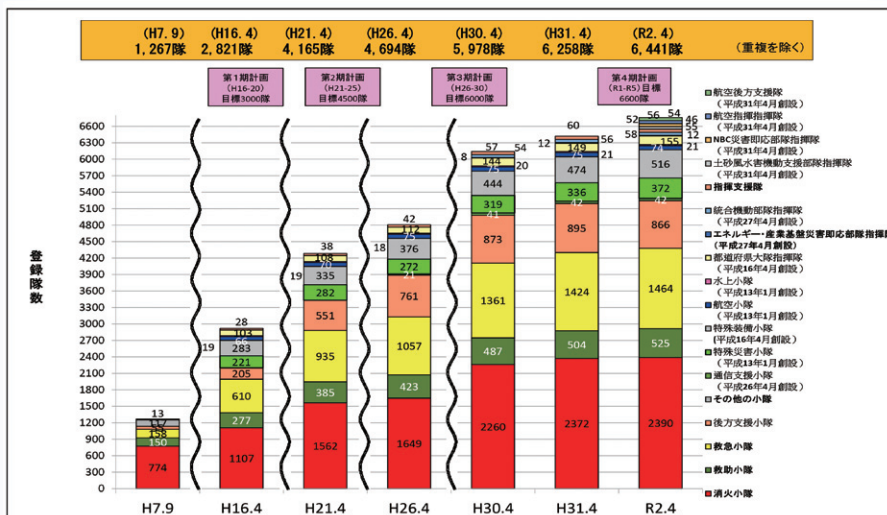 (H7. 9) (H16. 4) (H21. 4) (H26. 4) (H30. 4) (H31. 4) (R2. 4)
1, 267隊 2, 821隊 4, 165隊 4, 694隊 5, 978隊 6, 258隊 6, 441隊 (重複を除く)
第1期計画
(H16-20)
目標3000隊
第2期計画
(H21-25)
目標4500隊
第3期計画
(H26-30)
目標6000隊
第4期計画
(R1-R5)目標
6600隊
登録隊数
6600
6300
6000
5700
5400
5100
4800
4500
4200
3900
3600
3300
3000
2700
2400
2100
1800
1500
1200
900
600
300
0
13
117
158
150
774
28
103
66
19
283
221
205
610
277
1107
38
108
70
19
335
282
551
935
385
1562
42
112
75
18
376
272
21
761
1057
423
1649
57
54
8
144
75
20
444
319
41
873
1361
487
2260
60
56
12
149
75
21
474
336
42
895
1424
504
2372
52
56
54
46
55
58
12
155
74
21
516
372
42
866
1464
525
2390
H7.9 H16.4 H21.4 H26.4 H30.4 H31.4 R2.4
航空後方支援隊
(平成31年4月創設)
航空指揮指揮隊
(平成31年4月創設)
NBC災害即応部隊指揮隊
(平成31年4月創設)
土砂風水害機動支援部隊指揮隊
(平成31年4月創設)
指揮支援隊
統合機動部隊指揮隊
(平成27年4月創設)
エネルギー・産業基盤災害即応部隊指揮隊
(平成27年4月創設)
都道府県大隊指揮隊
(平成16年4月創設)
水上小隊
(平成13年1月創設)
航空小隊
(平成13年1月創設)
特殊装備小隊
(平成16年4月創設)
特殊災害小隊
(平成13年1月創設)
通信支援小隊
(平成26年4月創設)
その他の小隊
後方支援小隊
救急小隊
救助小隊
消火小隊